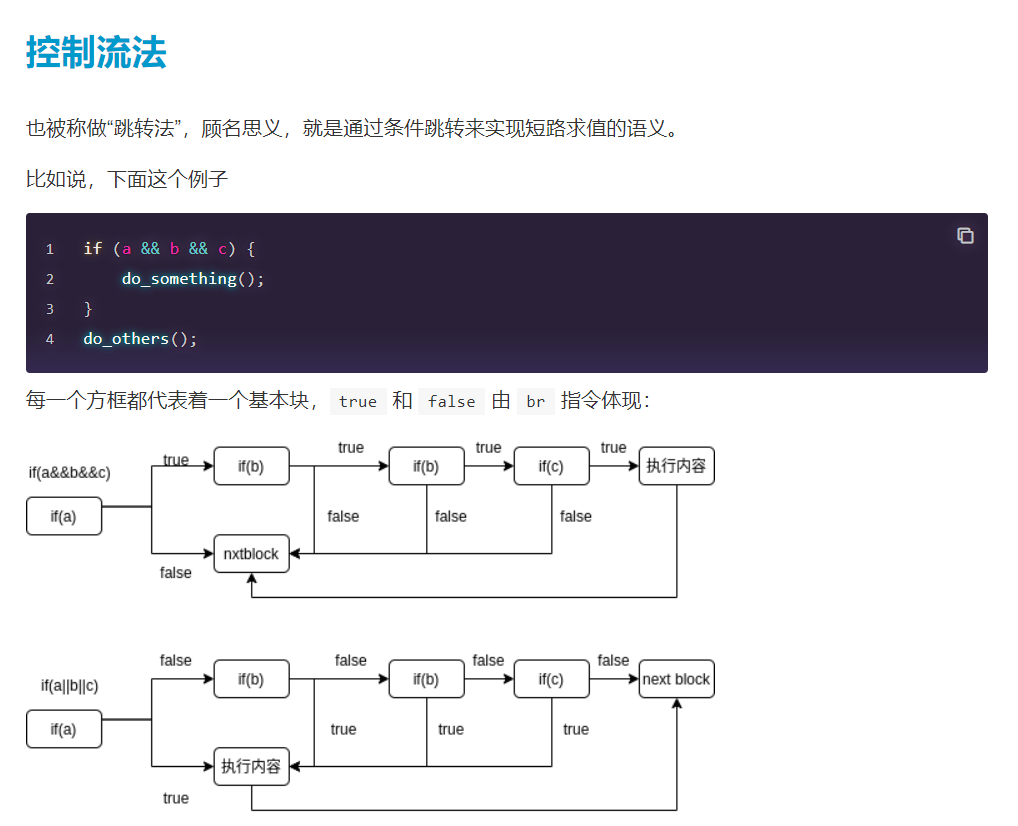 控制流法
也被称做“跳转法”，顾名思义，就是通过条件跳转来实现短路求值的语义。
比如说，下面这个例子
1 if (a && b && c) {
2 do_something();
3 }
4 do_others();
每一个方框都代表着一个基本块， true 和 false 由 br 指令体现：
true true true
if(a&&b&&c) true if(b) if(b) if(c) 执行内容
if(a) false false false
nxtblock
false
false false false false
if(a||b||c) if(b) if(b) if(c) next block
if(a) true true true
执行内容
true